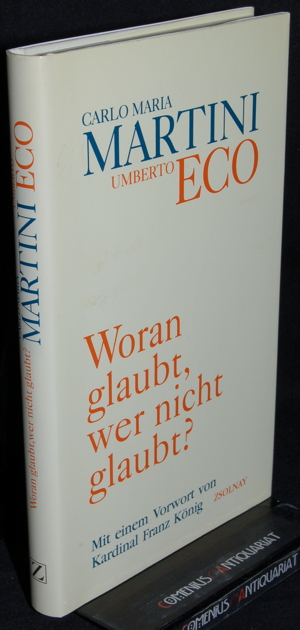 CARLO MARIA
MARTINI
UMBERTO ECO
Woran
glaubt,
wer nicht
glaubt?
Mit einem Vorwort von
Kardinal Franz König
ZSOLNAY
Woran glaubt, wer nicht glaubt? MARTINI ECO
Z
COMENIUS ANTIQUARIAT
COMENIUS ANTIQUARIAT